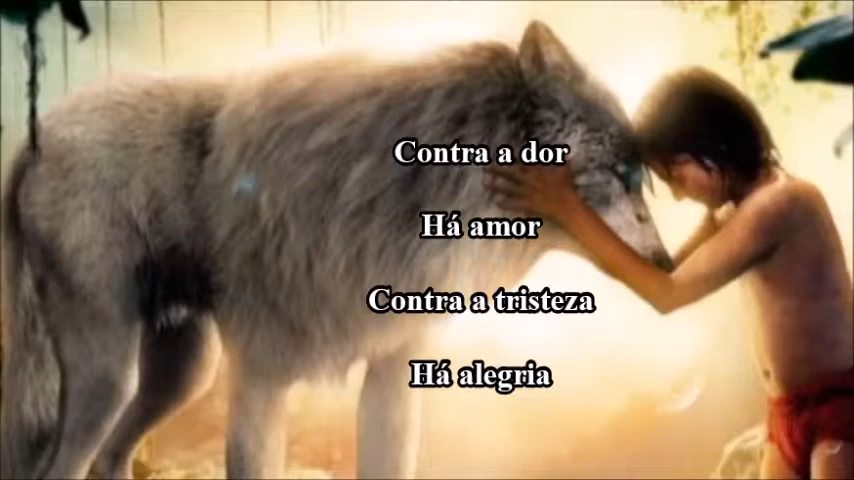 Contra a dor
Há amor
Contra a tristeza
Há alegria